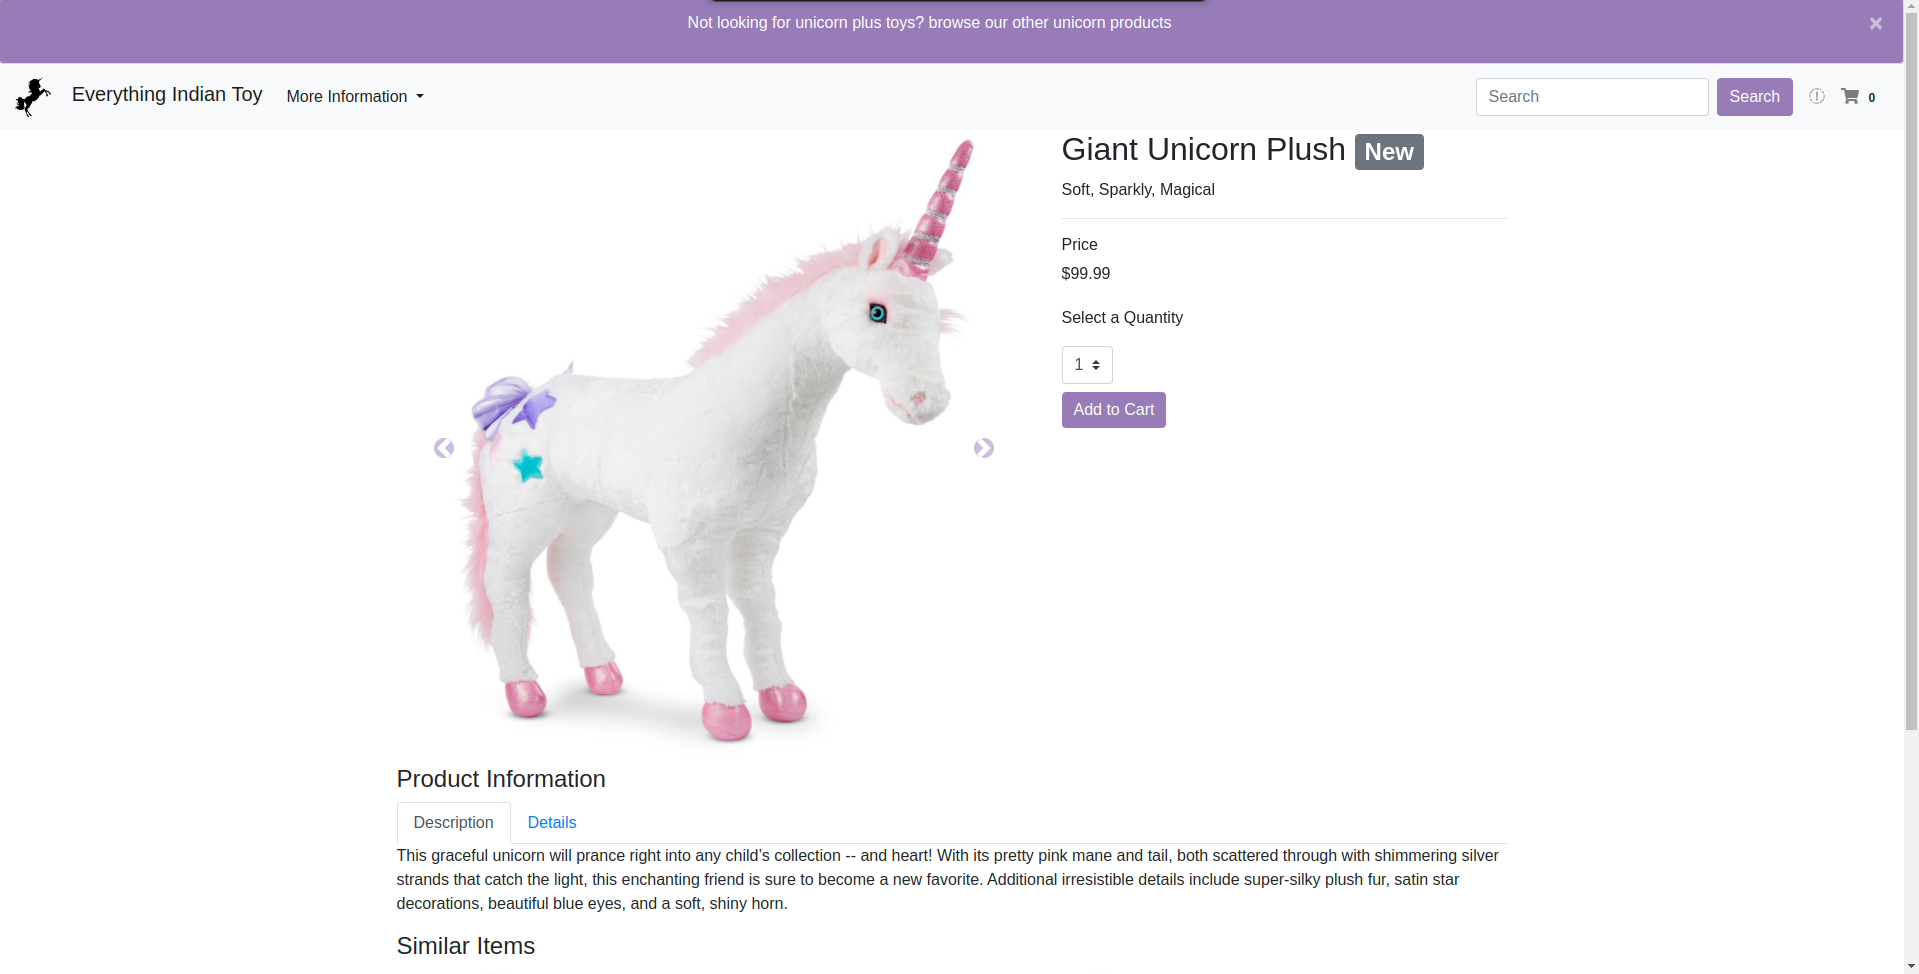 Not looking for unicorn plus toys? browse our other unicorn products
×
Everything Indian Toy
More Information
Search
Search
0
Giant Unicorn Plush New
Soft, Sparkly, Magical
Price
$99.99
Select a Quantity
1
Add to Cart
Product Information
Description
Details
This graceful unicorn will prance right into any child’s collection -- and heart! With its pretty pink mane and tail, both scattered through with shimmering silver
strands that catch the light, this enchanting friend is sure to become a new favorite. Additional irresistible details include super-silky plush fur, satin star
decorations, beautiful blue eyes, and a soft, shiny horn.
Similar Items